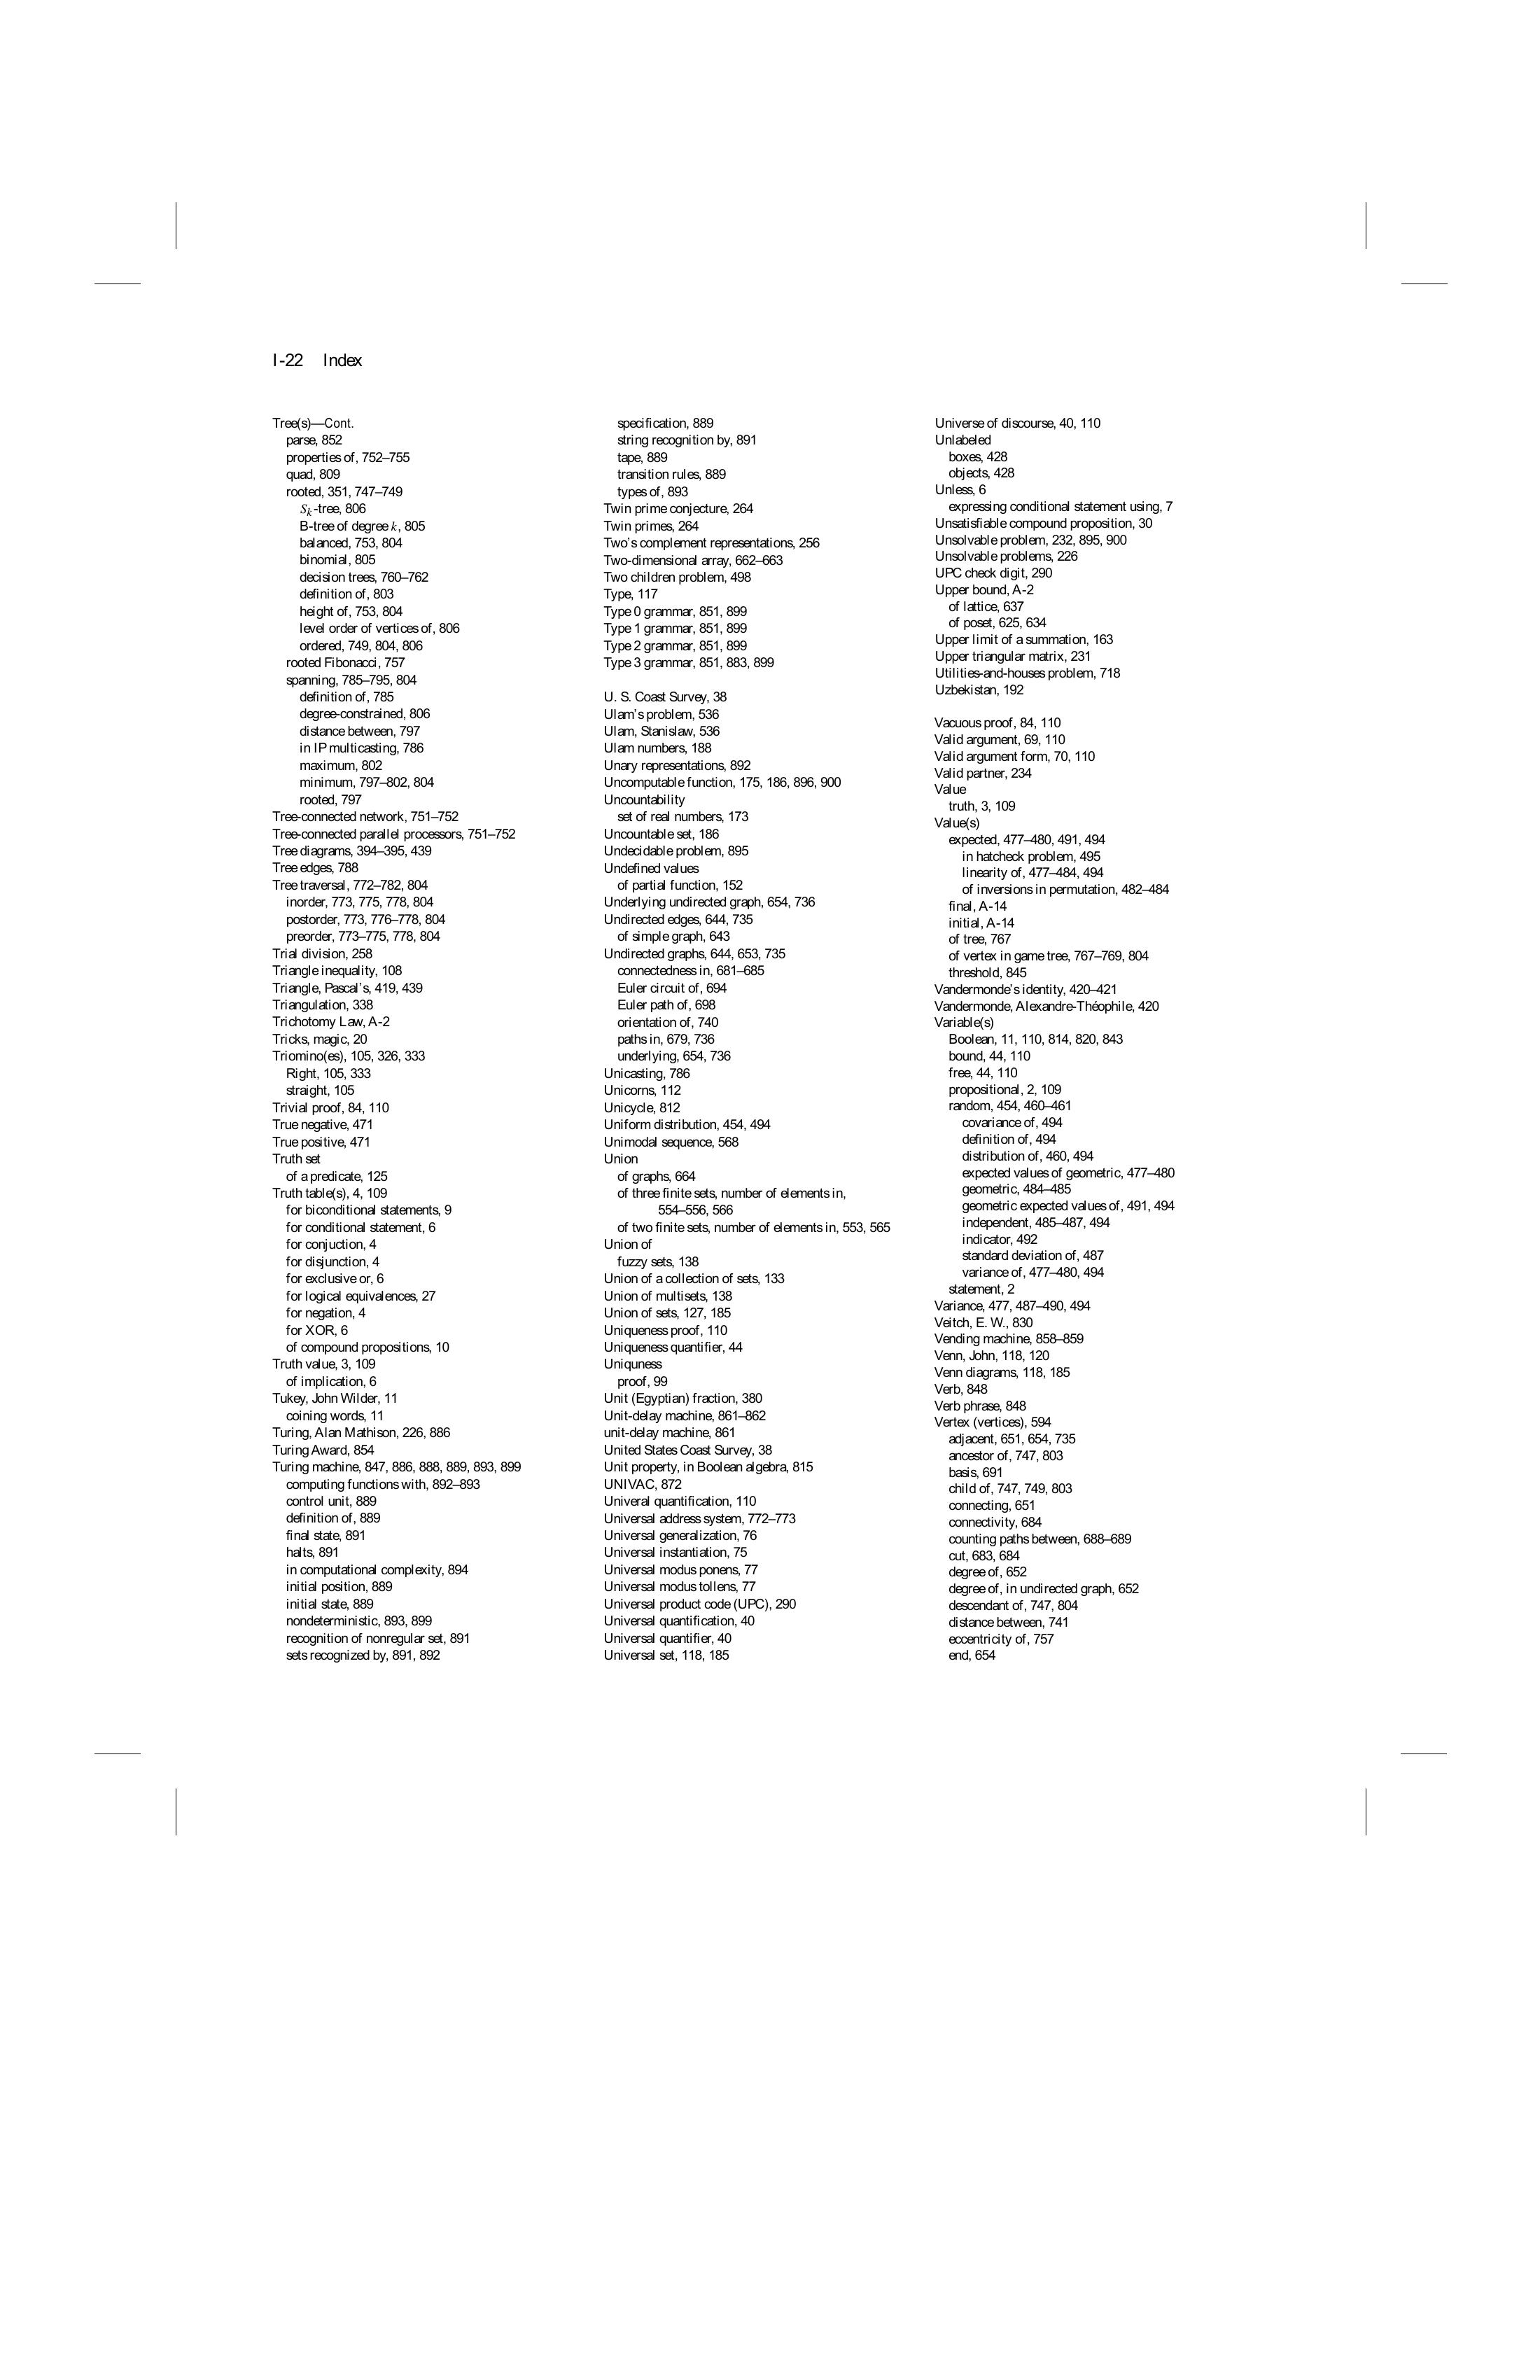 I-22 Index
Tree(s)—Cont.
parse, 852
properties of, 752–755
quad, 809
rooted, 351, 747–749
Sk-tree, 806
B-tree of degree k, 805
balanced, 753, 804
binomial, 805
decision trees, 760–762
definition of, 803
height of, 753, 804
level order of vertices of, 806
ordered, 749, 804, 806
rooted Fibonacci, 757
spanning, 785–795, 804
definition of, 785
degree-constrained, 806
distance between, 797
in IP multicasting, 786
maximum, 802
minimum, 797–802, 804
rooted, 797
Tree-connected network, 751–752
Tree-connected parallel processors, 751–752
Tree diagrams, 394–395, 439
Tree edges, 788
Tree traversal, 772–782, 804
inorder, 773, 775, 778, 804
postorder, 773, 776–778, 804
preorder, 773–775, 778, 804
Trial division, 258
Triangle inequality, 108
Triangle, Pascal's, 419, 439
Triangulation, 338
Trichotomy Law, A-2
Tricks, magic, 20
Triomino(es), 105, 326, 333
Right, 105, 333
straight, 105
Trivial proof, 84, 110
True negative, 471
True positive, 471
Truth set
of a predicate, 125
Truth table(s), 4, 109
for biconditional statements, 9
for conditional statement, 6
for conjuction, 4
for disjunction, 4
for exclusive or, 6
for logical equivalences, 27
for negation, 4
for XOR, 6
of compound propositions, 10
Truth value, 3, 109
of implication, 6
Tukey, John Wilder, 11
coining words, 11
Turing, Alan Mathison, 226, 886
Turing Award, 854
Turing machine, 847, 886, 888, 889, 893, 899
computing functions with, 892–893
control unit, 889
definition of, 889
final state, 891
halts, 891
in computational complexity, 894
initial position, 889
initial state, 889
nondeterministic, 893, 899
recognition of nonregular set, 891
sets recognized by, 891, 892
specification, 889
string recognition by, 891
tape, 889
transition rules, 889
types of, 893
Twin prime conjecture, 264
Twin primes, 264
Two's complement representations, 256
Two-dimensional array, 662–663
Two children problem, 498
Type, 117
Type 0 grammar, 851, 899
Type 1 grammar, 851, 899
Type 2 grammar, 851, 899
Type 3 grammar, 851, 883, 899
U. S. Coast Survey, 38
Ulam's problem, 536
Ulam, Stanislaw, 536
Ulam numbers, 188
Unary representations, 892
Uncomputable function, 175, 186, 896, 900
Uncountability
set of real numbers, 173
Uncountable set, 186
Undecidable problem, 895
Undefined values
of partial function, 152
Underlying undirected graph, 654, 736
Undirected edges, 644, 735
of simple graph, 643
Undirected graphs, 644, 653, 735
connectedness in, 681–685
Euler circuit of, 694
Euler path of, 698
orientation of, 740
paths in, 679, 736
underlying, 654, 736
Unicasting, 786
Unicorns, 112
Unicycle, 812
Uniform distribution, 454, 494
Unimodal sequence, 568
Union
of graphs, 664
of three finite sets, number of elements in,
554–556, 566
of two finite sets, number of elements in, 553, 565
Union of
fuzzy sets, 138
Union of a collection of sets, 133
Union of multisets, 138
Union of sets, 127, 185
Uniqueness proof, 110
Uniqueness quantifier, 44
Uniquness
proof, 99
Unit (Egyptian) fraction, 380
Unit-delay machine, 861–862
unit-delay machine, 861
United States Coast Survey, 38
Unit property, in Boolean algebra, 815
UNIVAC, 872
Univeral quantification, 110
Universal address system, 772–773
Universal generalization, 76
Universal instantiation, 75
Universal modus ponens, 77
Universal modus tollens, 77
Universal product code (UPC), 290
Universal quantification, 40
Universal quantifier, 40
Universal set, 118, 185
Universe of discourse, 40, 110
Unlabeled
boxes, 428
objects, 428
Unless, 6
expressing conditional statement using, 7
Unsatisfiable compound proposition, 30
Unsolvable problem, 232, 895, 900
Unsolvable problems, 226
UPC check digit, 290
Upper bound, A-2
of lattice, 637
of poset, 625, 634
Upper limit of a summation, 163
Upper triangular matrix, 231
Utilities-and-houses problem, 718
Uzbekistan, 192
Vacuous proof, 84, 110
Valid argument, 69, 110
Valid argument form, 70, 110
Valid partner, 234
Value
truth, 3, 109
Value(s)
expected, 477–480, 491, 494
in hatcheck problem, 495
linearity of, 477–484, 494
of inversions in permutation, 482–484
final, A-14
initial, A-14
of tree, 767
of vertex in game tree, 767–769, 804
threshold, 845
Vandermonde's identity, 420–421
Vandermonde, Alexandre-Théophile, 420
Variable(s)
Boolean, 11, 110, 814, 820, 843
bound, 44, 110
free, 44, 110
propositional, 2, 109
random, 454, 460–461
covariance of, 494
definition of, 494
distribution of, 460, 494
expected values of geometric, 477–480
geometric, 484–485
geometric expected values of, 491, 494
independent, 485–487, 494
indicator, 492
standard deviation of, 487
variance of, 477–480, 494
statement, 2
Variance, 477, 487–490, 494
Veitch, E. W., 830
Vending machine, 858–859
Venn, John, 118, 120
Venn diagrams, 118, 185
Verb, 848
Verb phrase, 848
Vertex (vertices), 594
adjacent, 651, 654, 735
ancestor of, 747, 803
basis, 691
child of, 747, 749, 803
connecting, 651
connectivity, 684
counting paths between, 688–689
cut, 683, 684
degree of, 652
degree of, in undirected graph, 652
descendant of, 747, 804
distance between, 741
eccentricity of, 757
end, 654